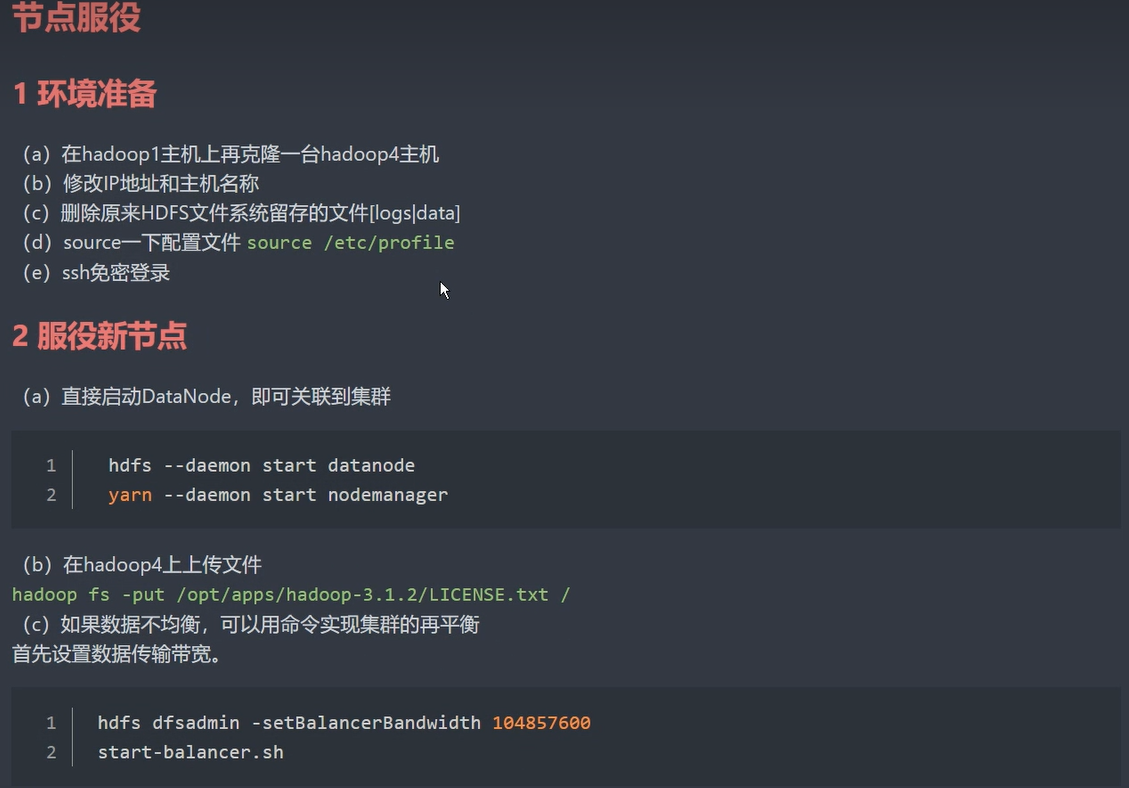 节点服役
1 环境准备
（a）在hadoop1主机上再克隆一台hadoop4主机
（b）修改IP地址和主机名称
（c）删除原来HDFS文件系统留存的文件[logs|data]
（d）source一下配置文件 source /etc/profile
（e）ssh免密登录
2 服役新节点
（a）直接启动DataNode，即可关联到集群
1 hdfs --daemon start datanode
2 yarn --daemon start nodemanager
（b）在hadoop4上上传文件
hadoop fs -put /opt/apps/hadoop-3.1.2/LICENSE.txt /
（c）如果数据不均衡，可以用命令实现集群的再平衡
首先设置数据传输带宽。
1 hdfs dfsadmin -setBalancerBandwidth 104857600
2 start-balancer.sh